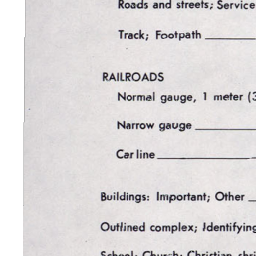 Roads and streets; Service
Track; Footpath
RAILROADS
Normal gauge, 1 meter (3
Narrow gauge
Car line
Buildings: Important; Other
Outlined complex; Identifying
School; Church; Christian shri